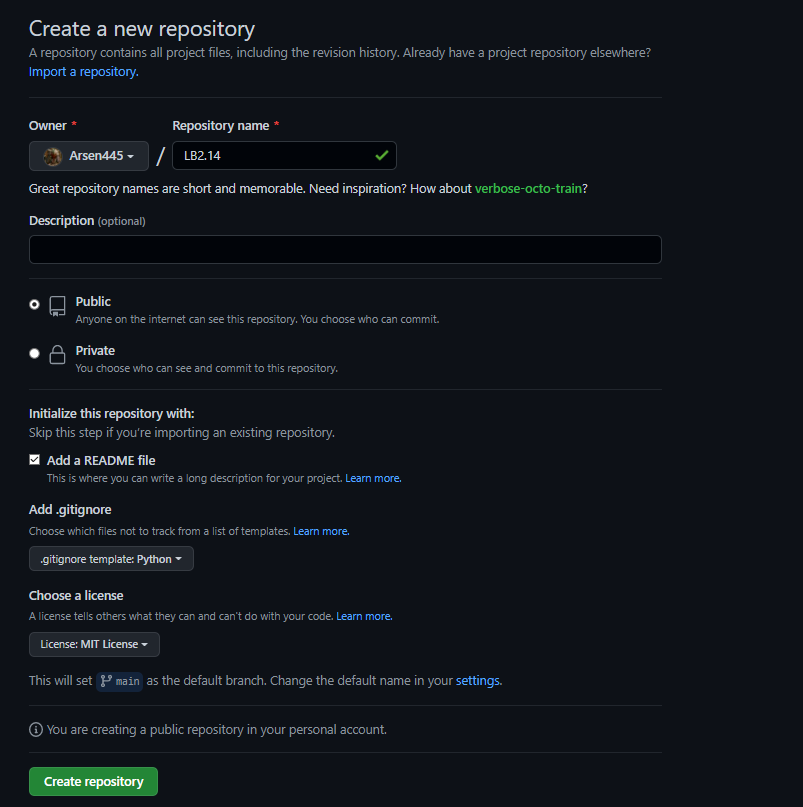 Create a new repository
A repository contains all project files, including the revision history. Already have a project repository elsewhere?
Import a repository.
Owner * Repository name *
Arsen445 / LB2.14
Great repository names are short and memorable. Need inspiration? How about verbose-octo-train?
Description (optional)
Public
Anyone on the internet can see this repository. You choose who can commit.
Private
You choose who can see and commit to this repository.
Initialize this repository with:
Skip this step if you're importing an existing repository.
Add a README file
This is where you can write a long description for your project. Learn more.
Add .gitignore
Choose which files not to track from a list of templates. Learn more.
.gitignore template: Python
Choose a license
A license tells others what they can and can't do with your code. Learn more.
License: MIT License
This will set main as the default branch. Change the default name in your settings.
You are creating a public repository in your personal account.
Create repository